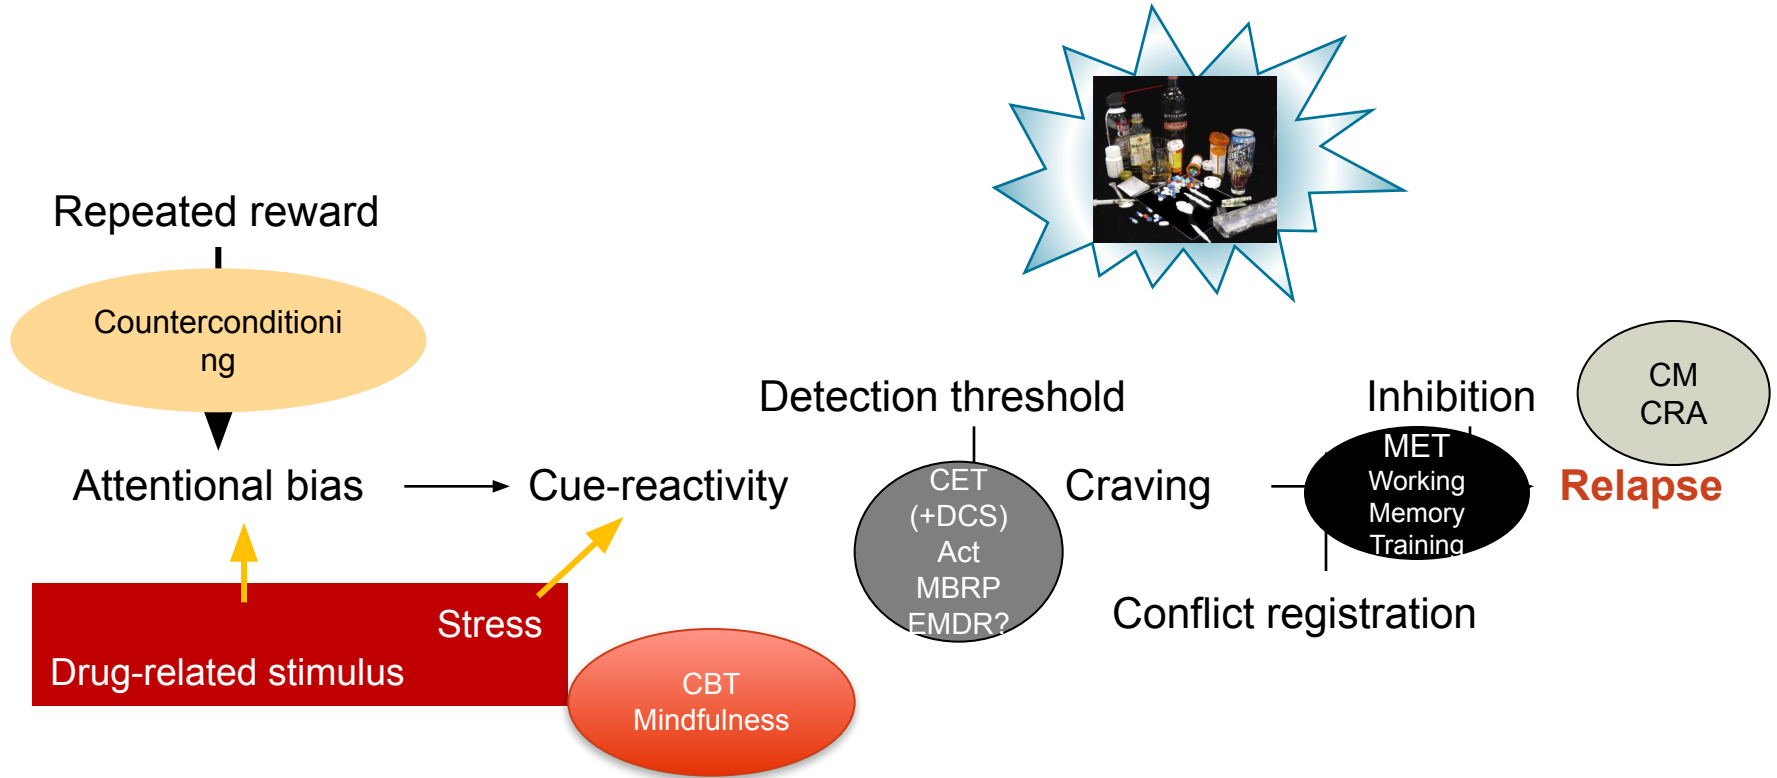 Repeated reward
Counterconditioni
ng
Detection threshold
Inhibition
CM
CRA
Attentional bias
Cue-reactivity
CET
(+DCS)
Act
MBRP
EMDR?
Craving
MET
Working
Memory
Training
Relapse
Stress
Drug-related stimulus
Conflict registration
CBT
Mindfulness